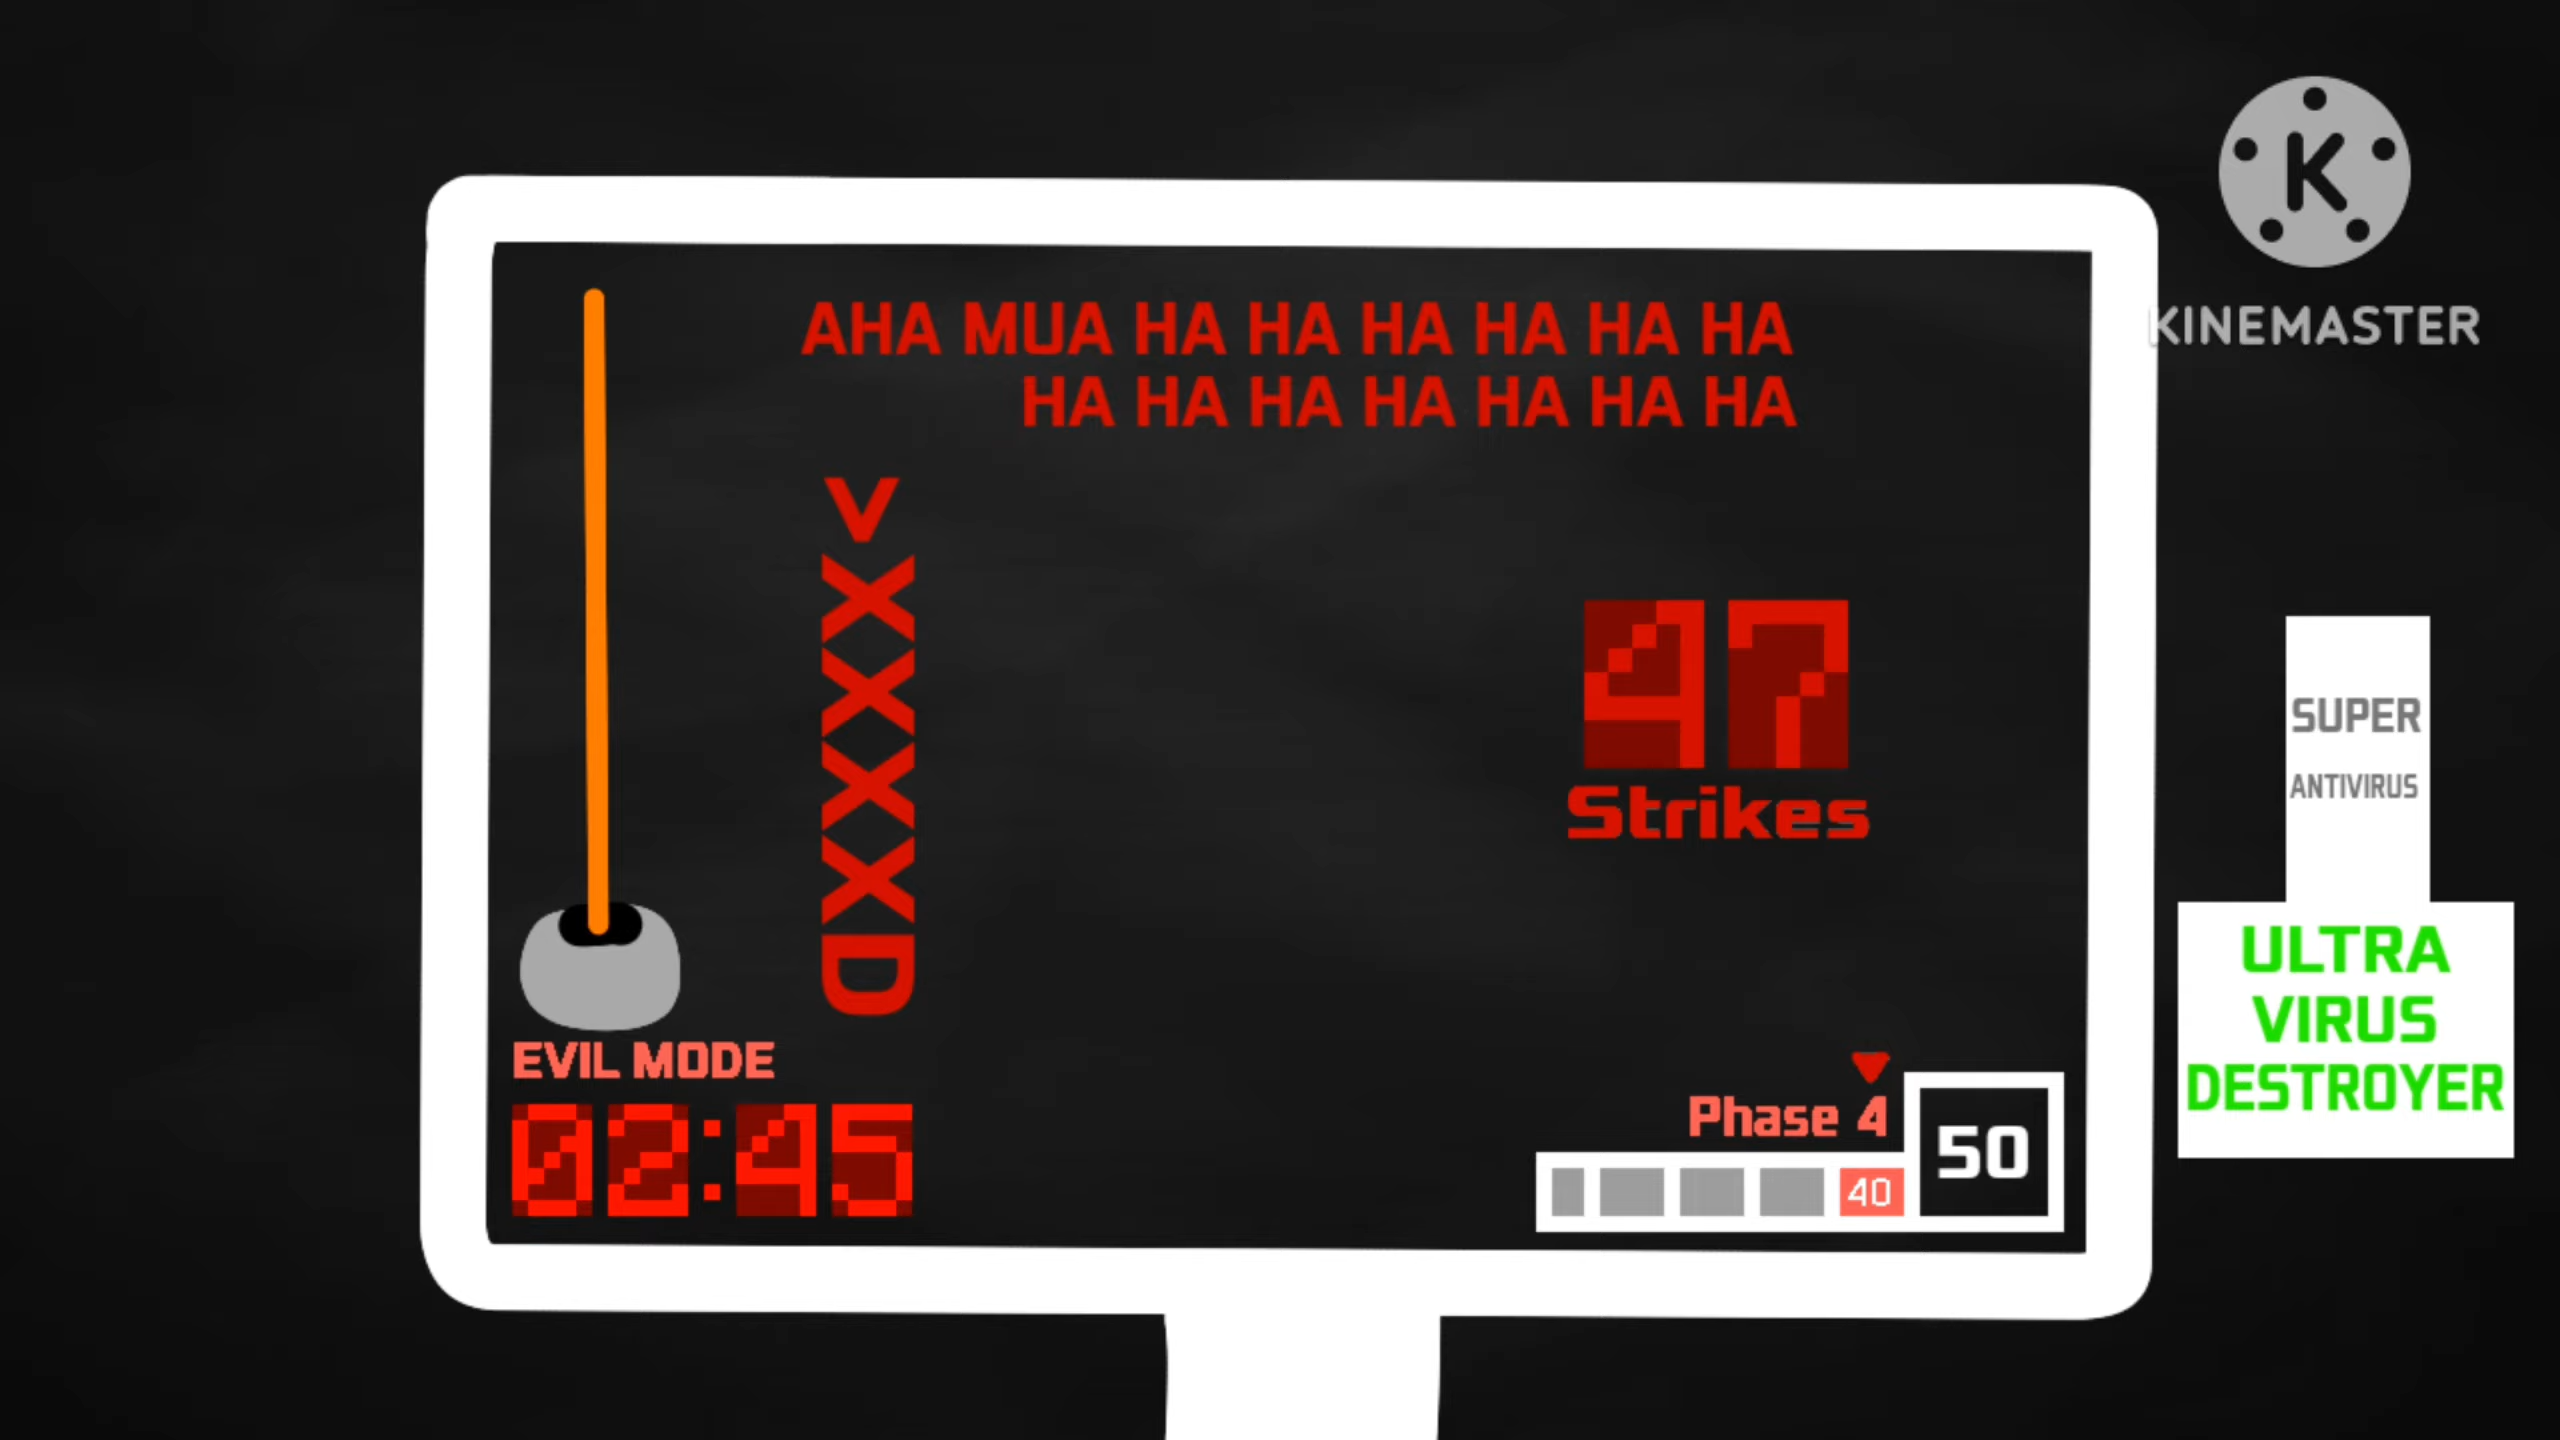 K
KINEMASTER
AHA MUA HA HA HA HA HA HA
HA HA HA HA HA HA HA
>XXXXD
47
Strikes
SUPER
ANTIVIRUS
ULTRA
VIRUS
DESTROYER
EVIL MODE
02:45
Phase 4
40
50